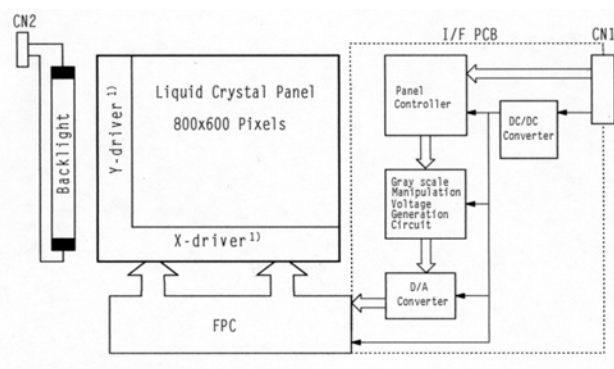 CN2
I/F PCB
CN1
Backlight
Y-driver 1)
Liquid Crystal Panel
800x600 Pixels
X-driver 1)
Panel
Controller
DC/DC
Converter
Gray scale
Manipulation
Voltage
Generation
Circuit
D/A
Converter
FPC